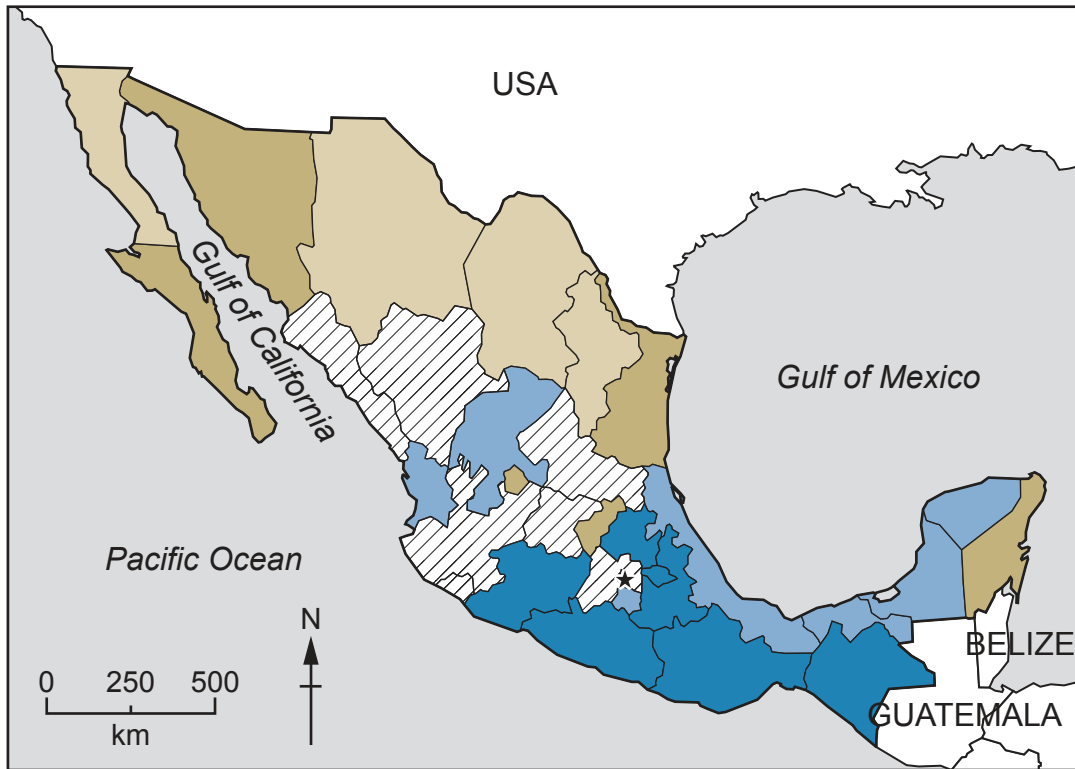 USA
Gulf of California
Gulf of Mexico
Pacific Ocean
N
0 250 500
km
BELIZE
GUATEMALA